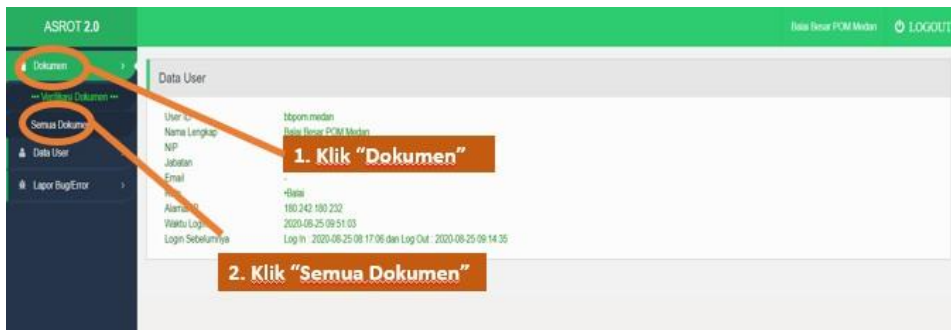 ASROT 2.0
Balai Besar POM Medan
LOGOUT
Dokumen
--- Verifikasi Dokumen ---
Semua Dokumen
Data User
Lapor Bug/Error
Data User
User ID bbpom.medan
Nama Lengkap Balai Besar POM Medan
NIP
Jabatan
Email -
•Balai
Waktu Login 2020-08-25 09:51:03
180.242.180.232
Login Sebelumnya Log In : 2020-08-25 08:17:06 dan Log Out : 2020-08-25 09:14:35
1. Klik “Dokumen”
2. Klik “Semua Dokumen”